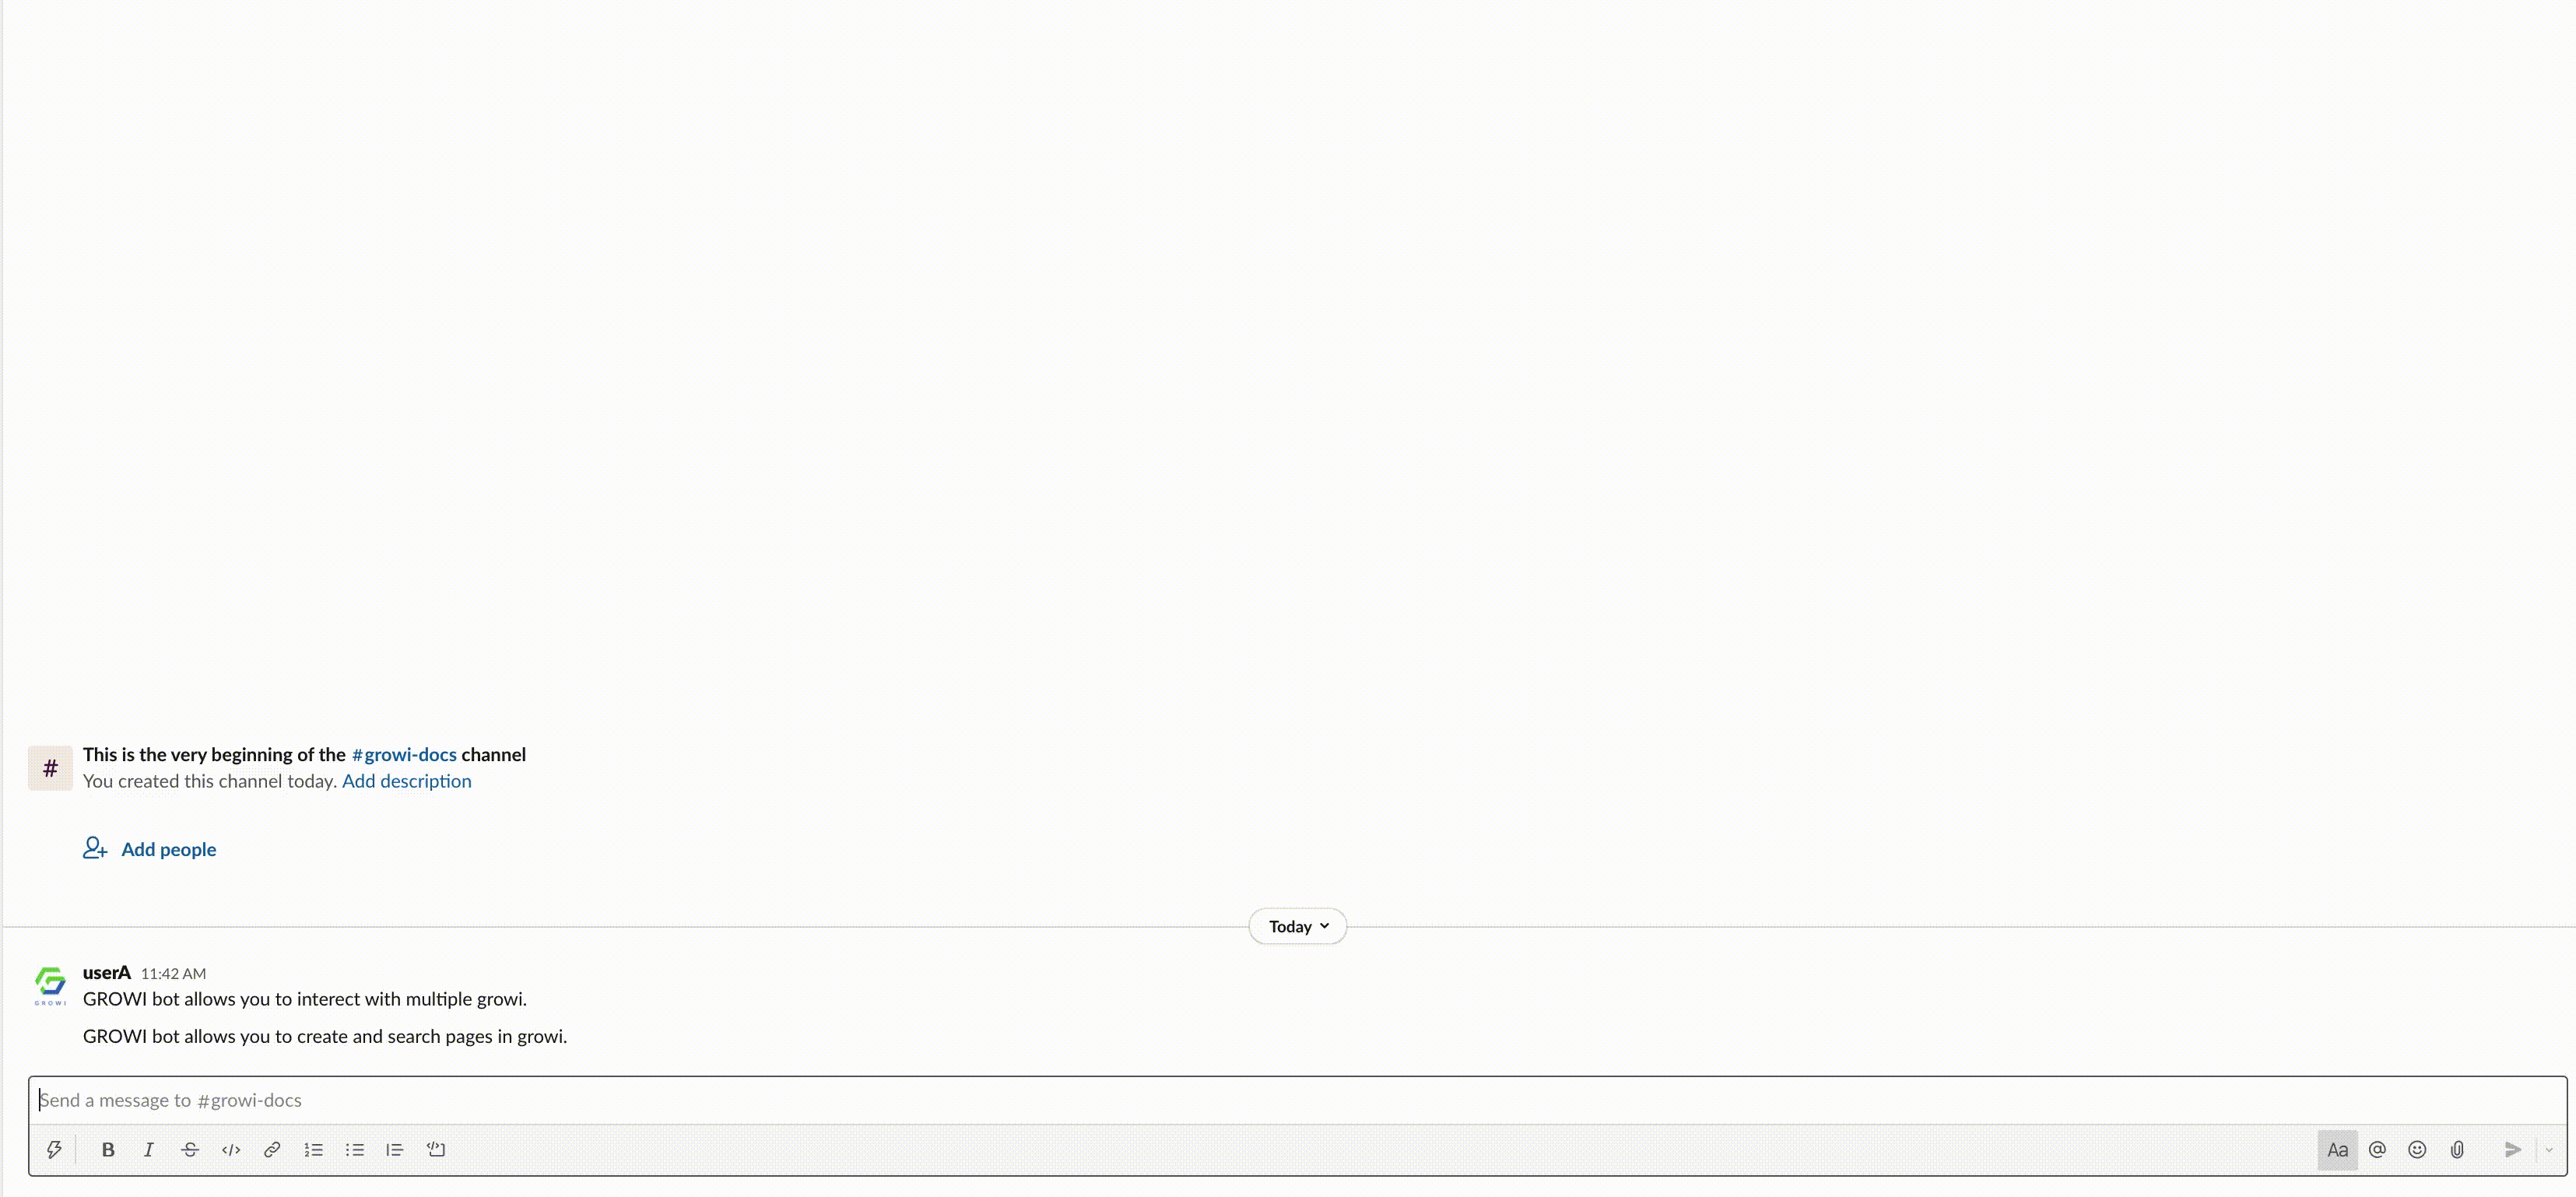 # This is the very beginning of the #growi-docs channel
You created this channel today. Add description
Add people
Today
userA 11:42 AM
GROWI
GROWI bot allows you to interect with multiple growi.
GROWI bot allows you to create and search pages in growi.
Send a message to #growi-docs
B I S </> Aa @